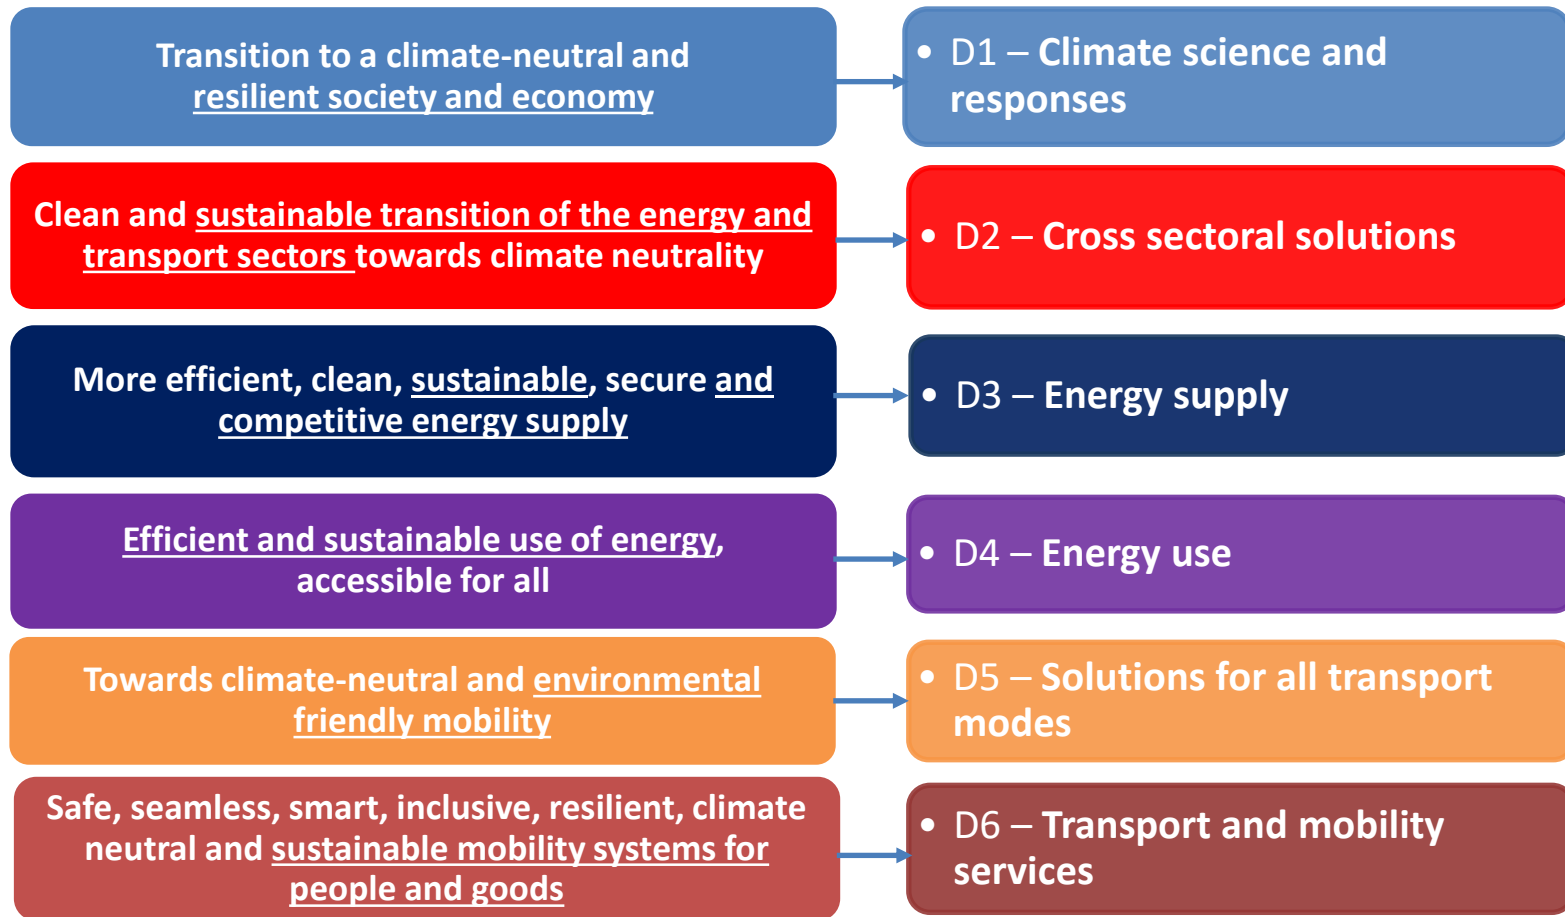 Transition to a climate-neutral and
resilient society and economy
• D1 – Climate science and
responses
Clean and sustainable transition of the energy and
transport sectors towards climate neutrality
• D2 – Cross sectoral solutions
More efficient, clean, sustainable, secure and
competitive energy supply
• D3 – Energy supply
Efficient and sustainable use of energy,
accessible for all
• D4 – Energy use
Towards climate-neutral and environmental
friendly mobility
• D5 – Solutions for all transport
modes
Safe, seamless, smart, inclusive, resilient, climate
neutral and sustainable mobility systems for
people and goods
• D6 – Transport and mobility
services